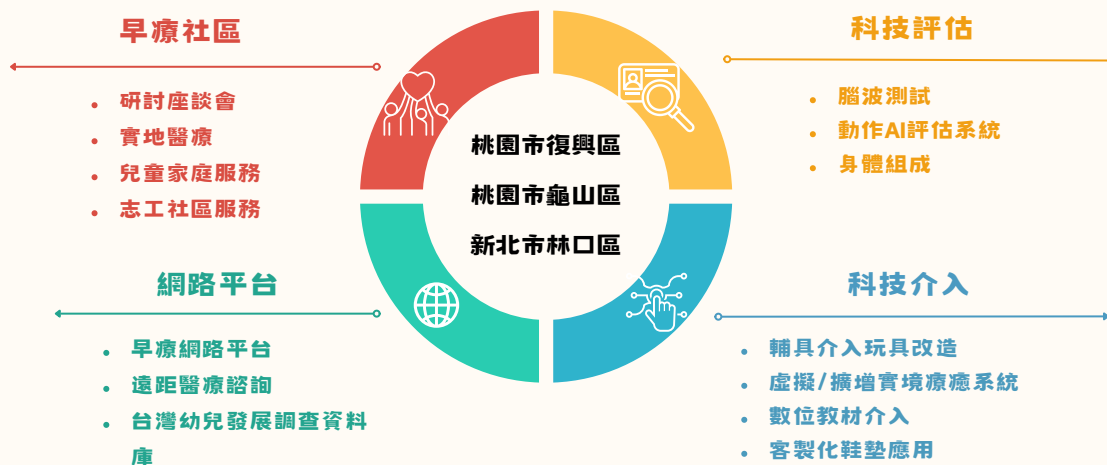 早療社區
研討座談會
實地醫療
兒童家庭服務
志工社區服務
科技評估
腦波測試
動作AI評估系統
身體組成
桃園市復興區
桃園市龜山區
新北市林口區
網路平台
早療網路平台
遠距醫療諮詢
台灣幼兒發展調查資料
庫
科技介入
輔具介入玩具改造
虛擬/擴增實境療癒系統
數位教材介入
客製化鞋墊應用